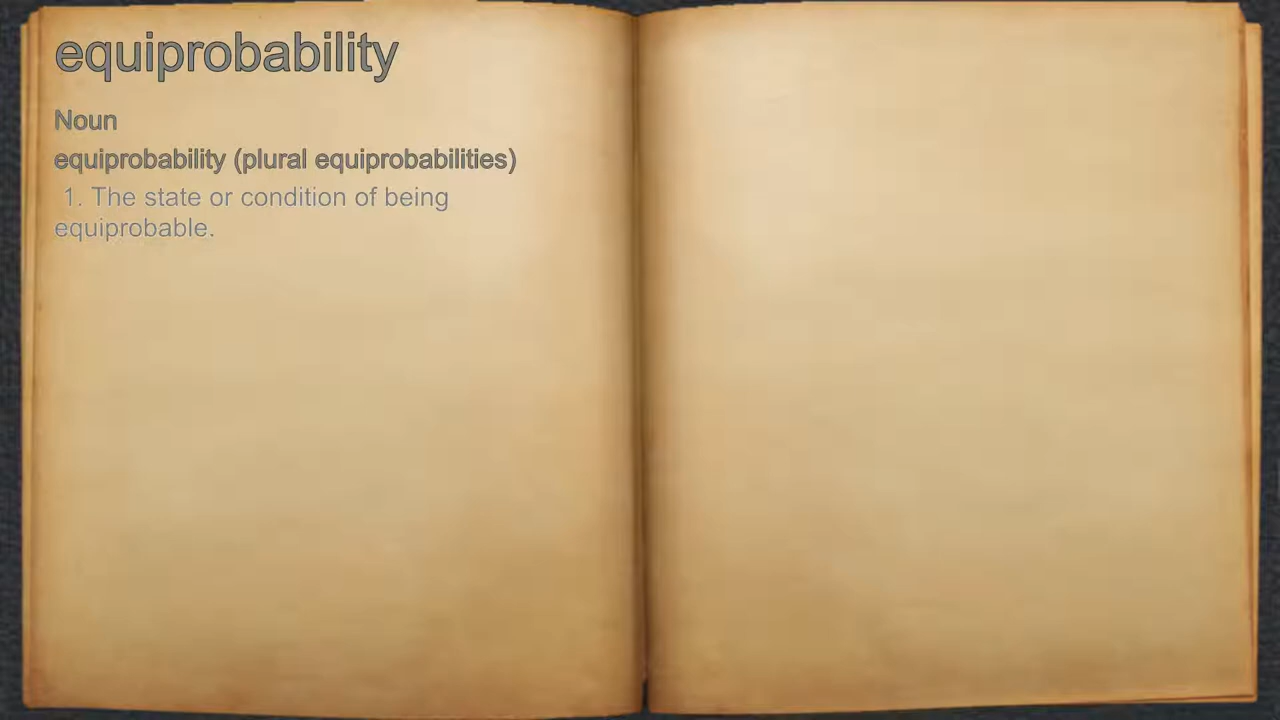 equiprobability
Noun
equiprobability (plural equiprobabilities)
1. The state or condition of being
equiprobable.